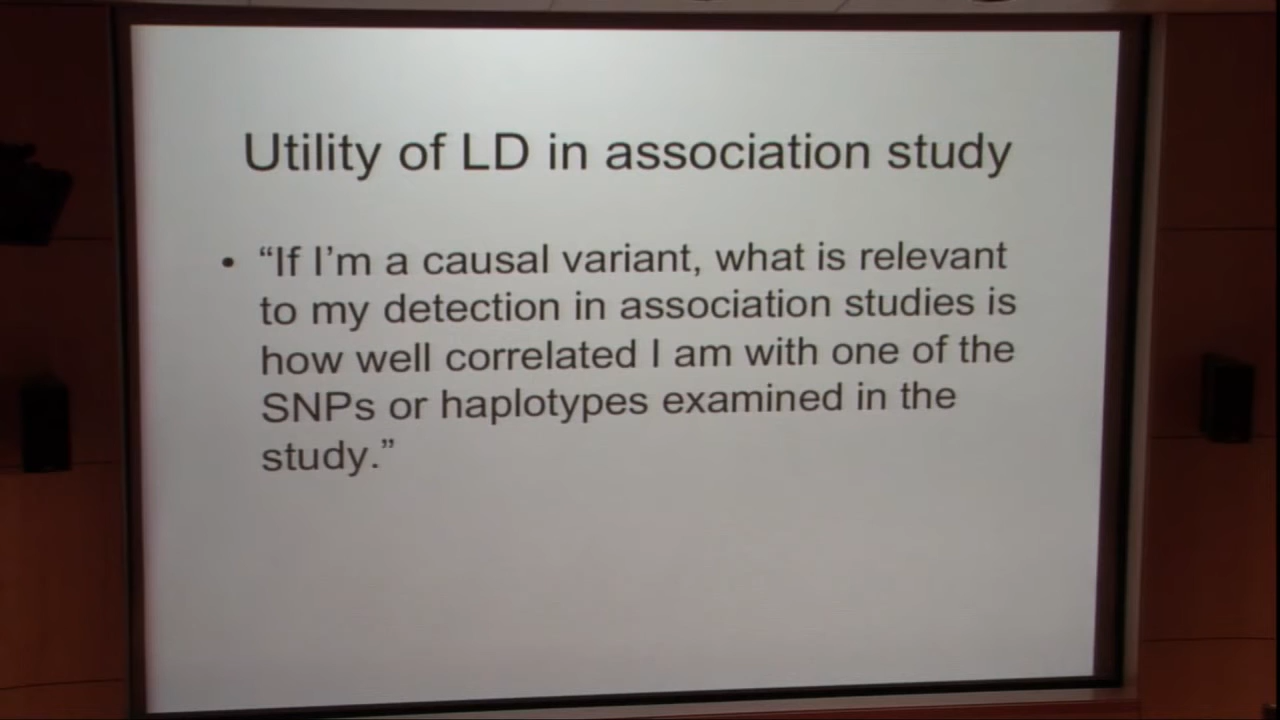 Utility of LD in association study
• “If I’m a causal variant, what is relevant
to my detection in association studies is
how well correlated I am with one of the
SNPs or haplotypes examined in the
study.”